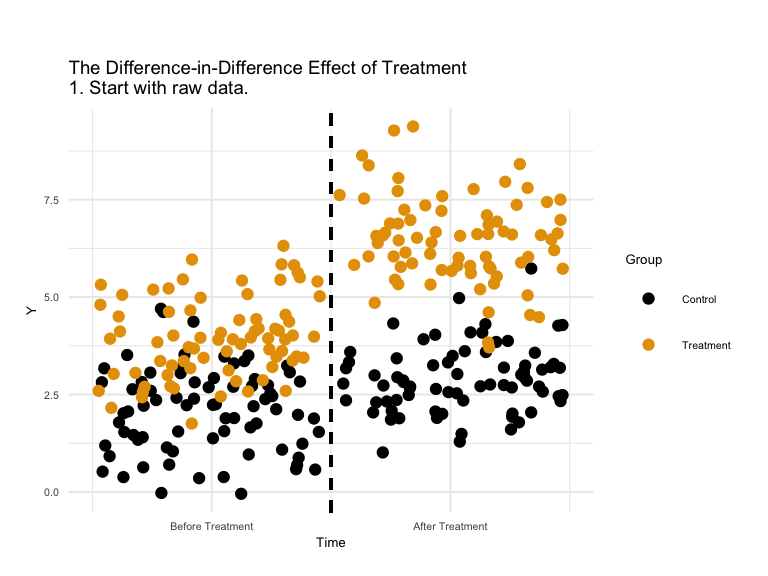 The Difference-in-Difference Effect of Treatment
1. Start with raw data.
7.5
5.0
2.5
0.0
Y
Before Treatment
After Treatment
Time
Group
Control
Treatment